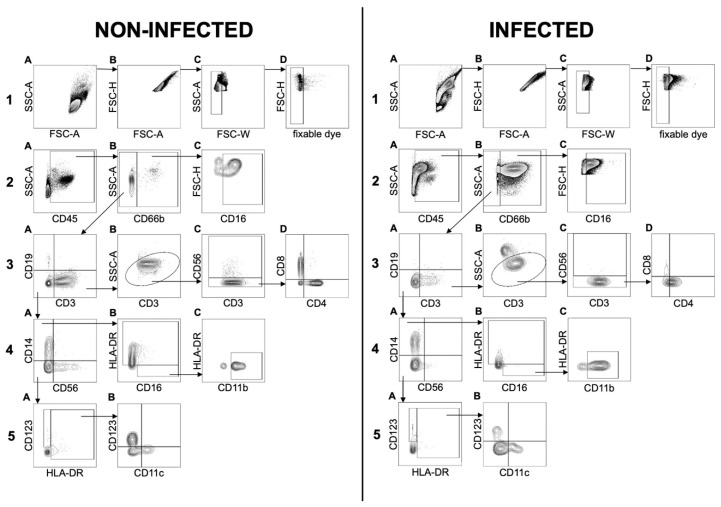 NON-INFECTED
INFECTED
A B C D
1
SSC-A FSC-H SSC-A FSC-H
FSC-A FSC-A FSC-W fixable dye
A B C
2
SSC-A SSC-A FSC-H
CD45 CD66b CD16
A B C D
3
CD19 SSC-A CD56 CD8
CD3 CD3 CD3 CD4
A B C
4
CD14 HLA-DR HLA-DR
CD56 CD16 CD11b
A B
5
CD123 CD123
HLA-DR CD11c
A B C D
1
SSC-A FSC-H SSC-A FSC-H
FSC-A FSC-A FSC-W fixable dye
A B C
2
SSC-A SSC-A FSC-H
CD45 CD66b CD16
A B C D
3
CD19 SSC-A CD56 CD8
CD3 CD3 CD3 CD4
A B C
4
CD14 HLA-DR HLA-DR
CD56 CD16 CD11b
A B
5
CD123 CD123
HLA-DR CD11c